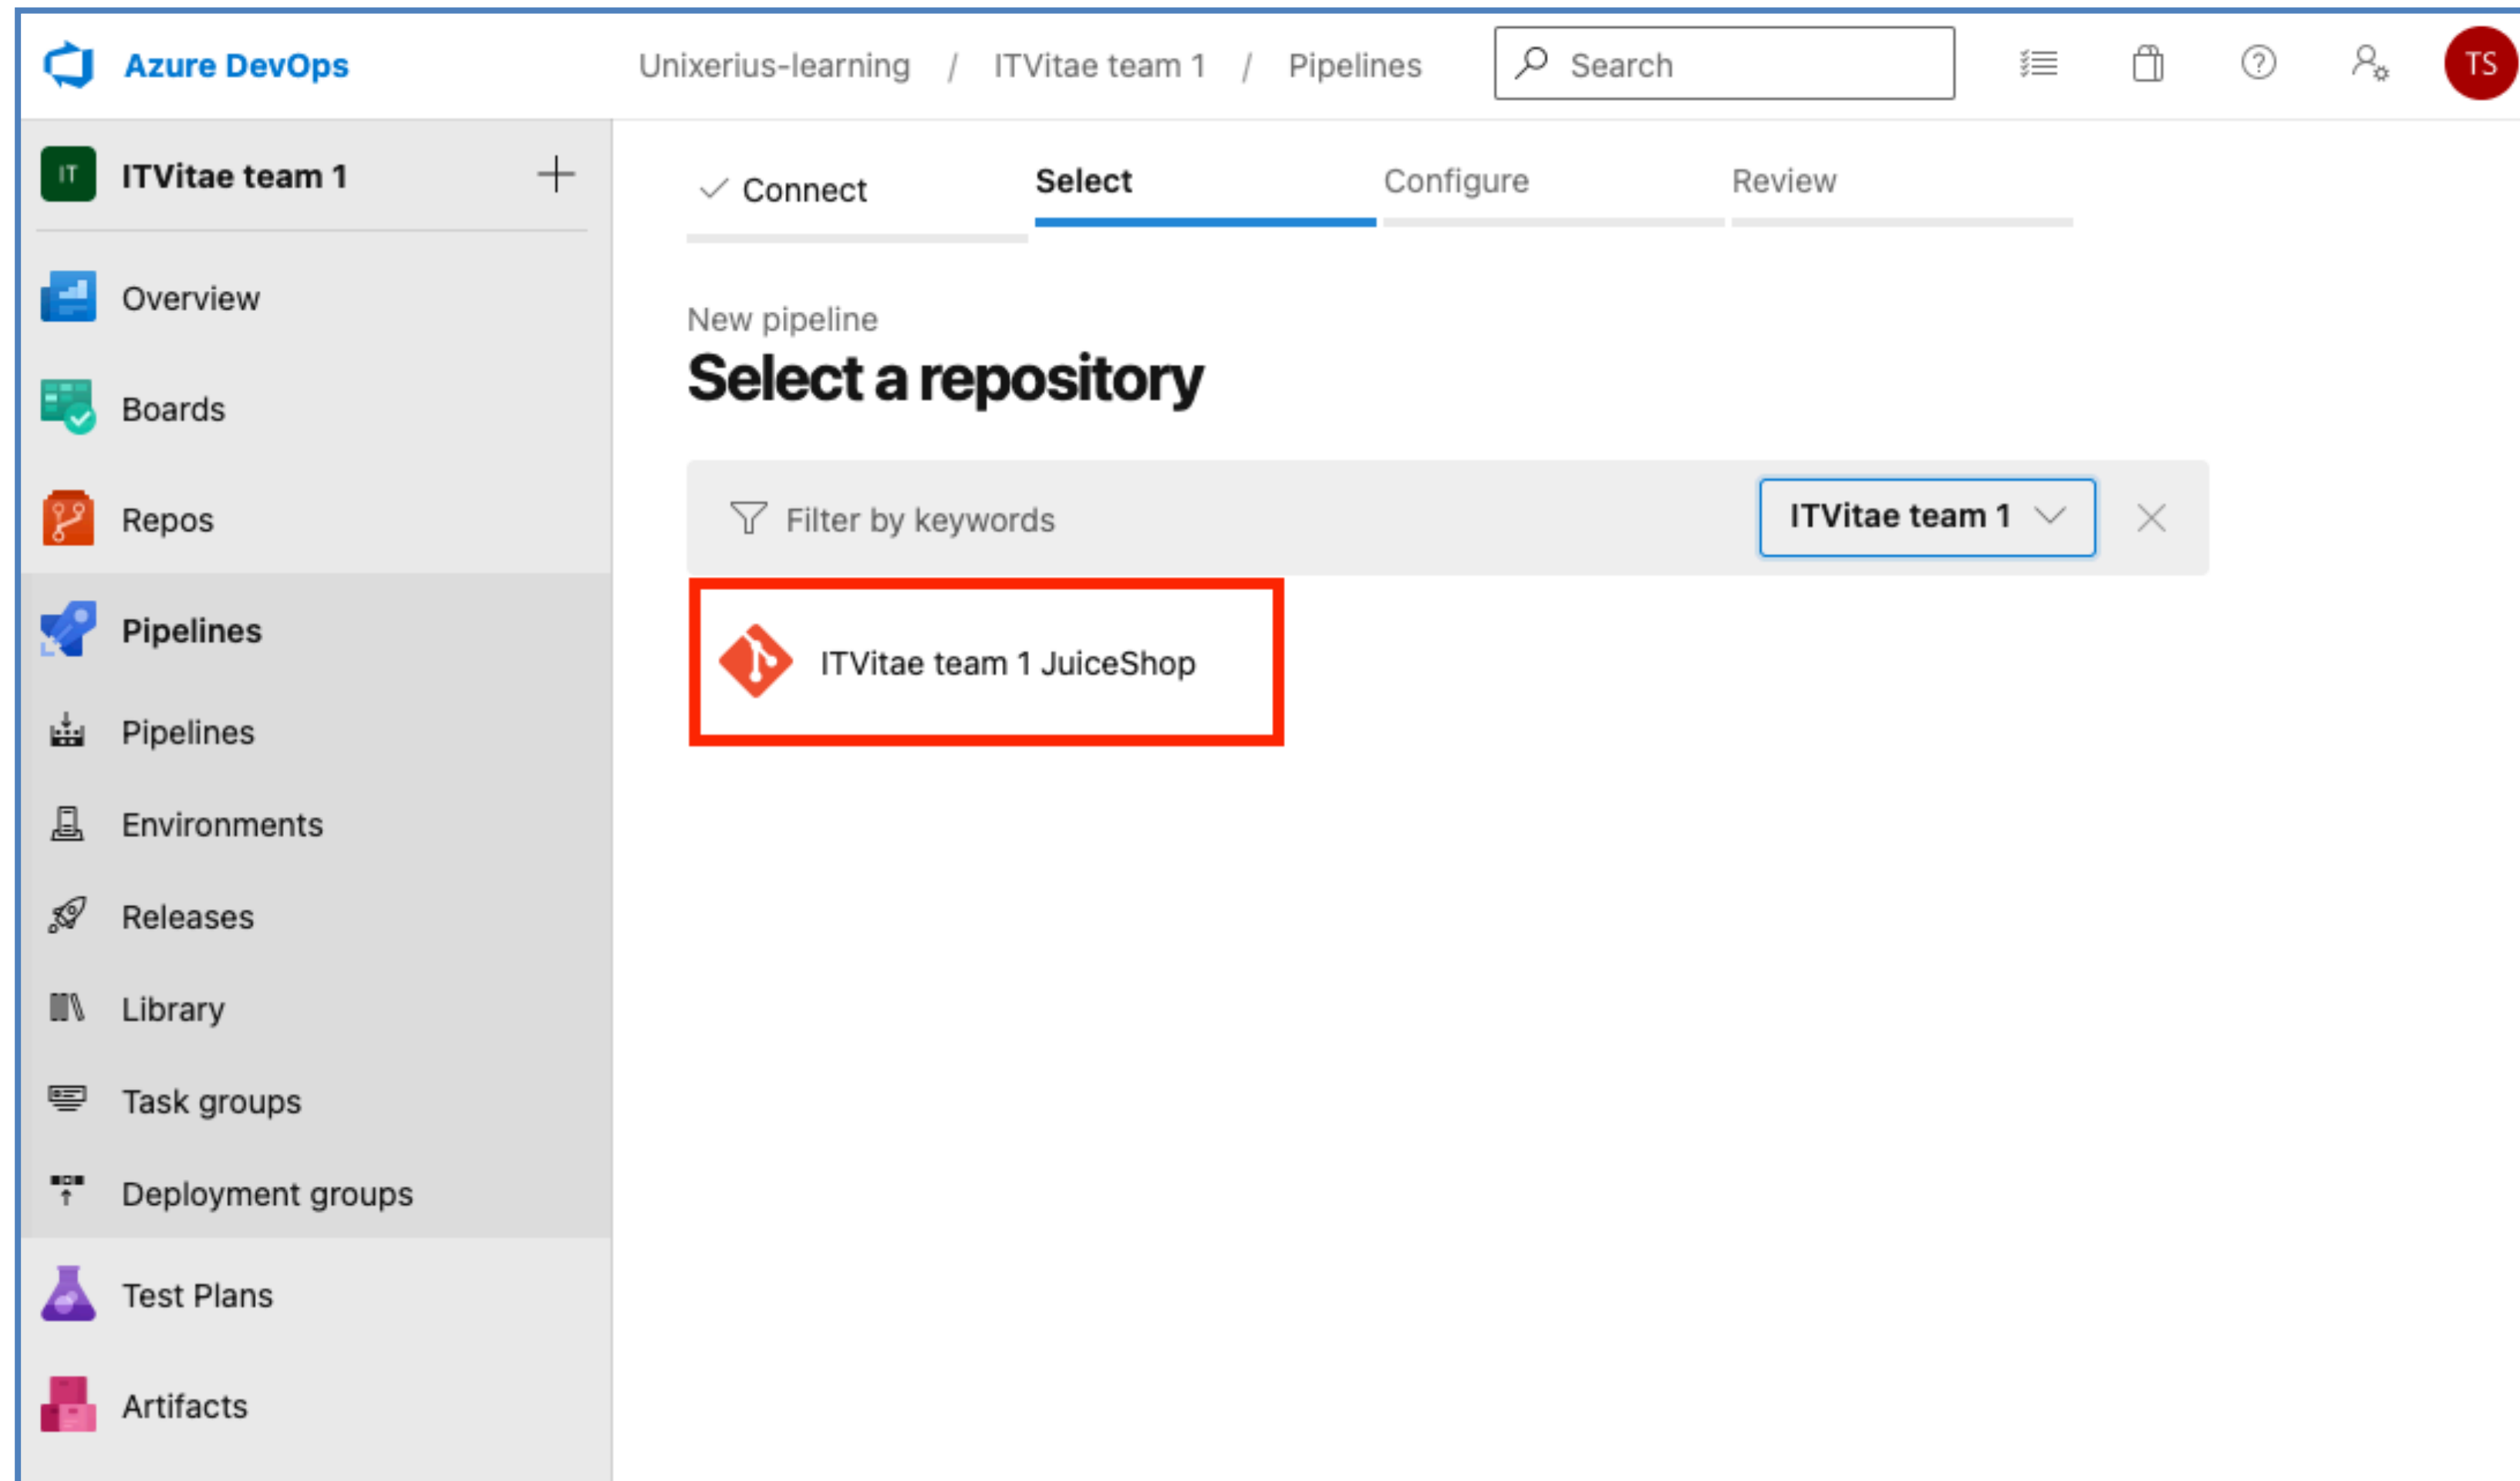 Azure DevOps
Unixerius-learning / ITVitae team 1 / Pipelines
Search
TS
IT
ITVitae team 1
Connect
Select
Configure
Review
Overview
New pipeline
Select a repository
Boards
Repos
Filter by keywords
ITVitae team 1
Pipelines
ITVitae team 1 JuiceShop
Pipelines
Environments
Releases
Library
Task groups
Deployment groups
Test Plans
Artifacts